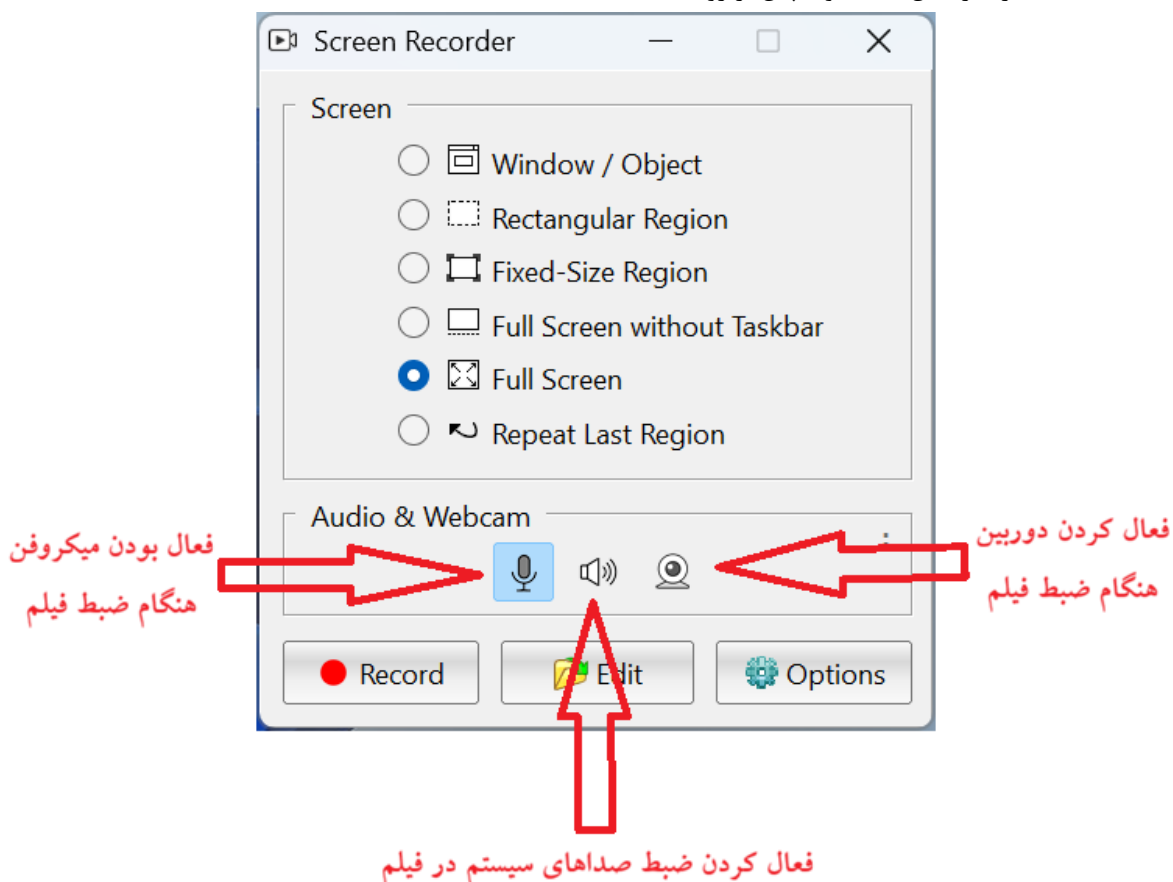 Screen Recorder
Screen
Window / Object
Rectangular Region
Fixed-Size Region
Full Screen without Taskbar
Full Screen
Repeat Last Region
Audio & Webcam
فعال بودن میکروفن
هنگام ضبط فیلم
فعال کردن دوربین
هنگام ضبط فیلم
Record
Edit
Options
فعال کردن ضبط صداهای سیستم در فیلم